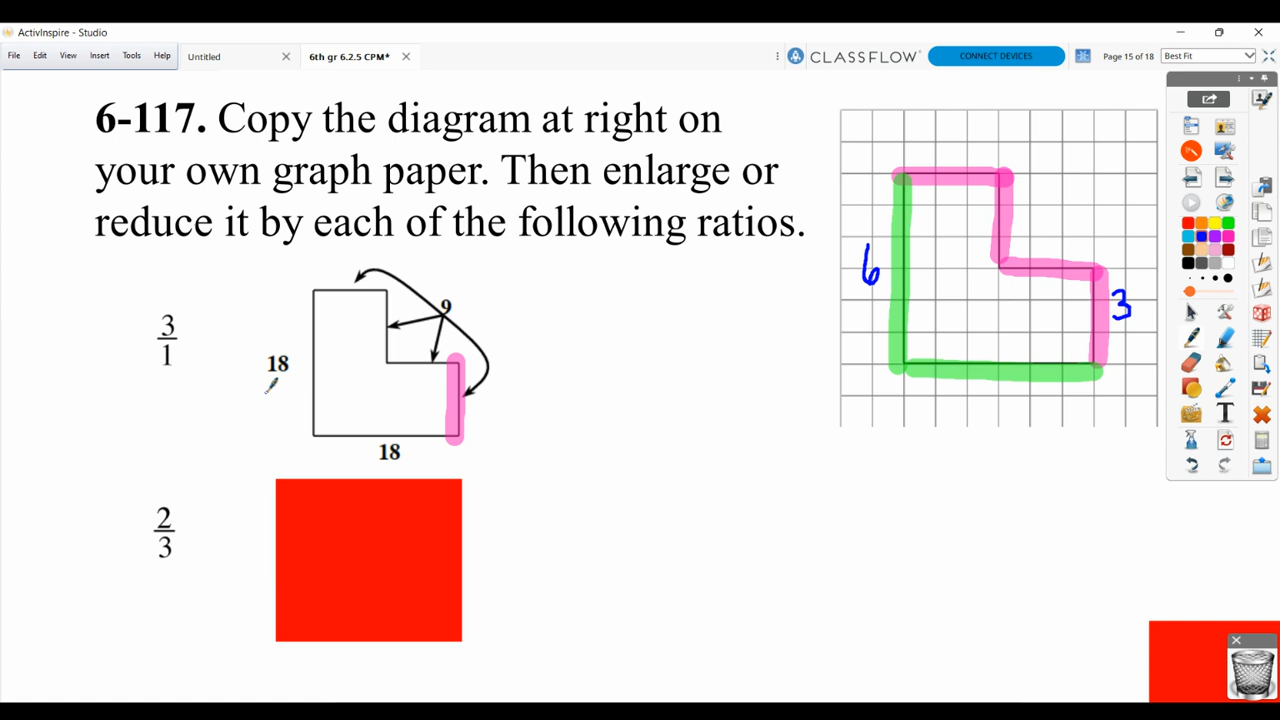 ActivInspire - Studio
File Edit View Insert Tools Help
Untitled
6th gr 6.2.5 CPM*
CLASSFLOW
CONNECT DEVICES
Page 15 of 18
Best Fit
6-117. Copy the diagram at right on
your own graph paper. Then enlarge or
reduce it by each of the following ratios.
3
1
9
18
18
2
3
6
3
T